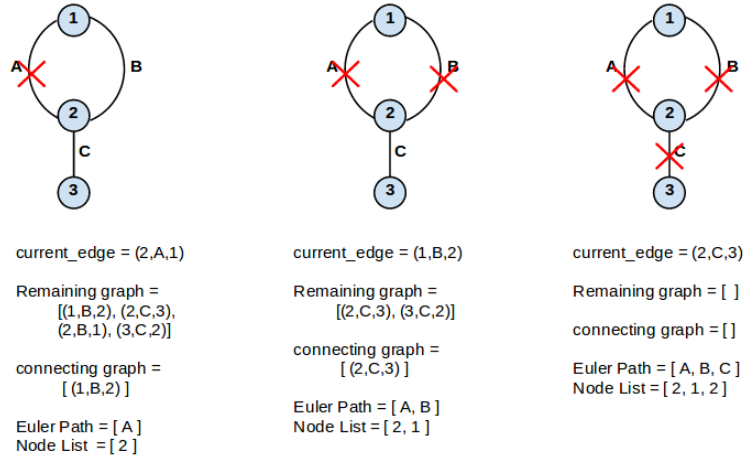 1
A
B
2
C
3
current_edge = (2,A,1)
Remaining graph =
[(1,B,2), (2,C,3),
(2,B,1), (3,C,2)]
connecting graph =
[ (1,B,2) ]
Euler Path = [ A ]
Node List = [ 2 ]
1
A
B
2
C
3
current_edge = (1,B,2)
Remaining graph =
[(2,C,3), (3,C,2)]
connecting graph =
[ (2,C,3) ]
Euler Path = [ A, B ]
Node List = [ 2, 1 ]
1
A
B
2
C
3
current_edge = (2,C,3)
Remaining graph = [ ]
connecting graph = [ ]
Euler Path = [ A, B, C ]
Node List = [ 2, 1, 2 ]